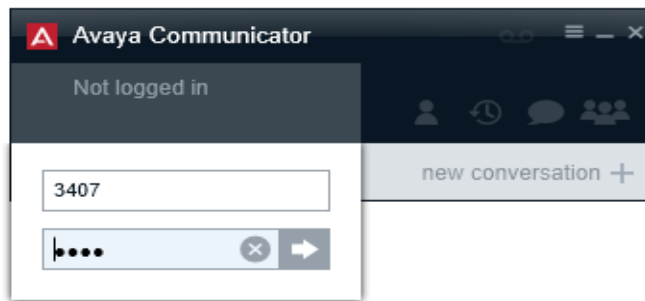 Avaya Communicator
Not logged in
new conversation
3407
••••